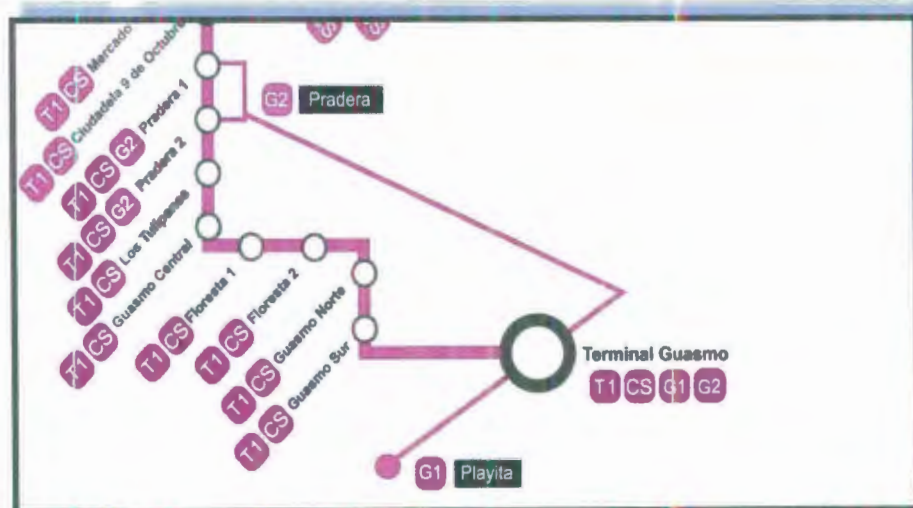 T1 CS Mercado
T1 CS Ciudadela 9 de Octubre
T1 CS G2 Pradera 1
T1 CS G2 Pradera 2
T1 CS Los Tulipanes
T1 CS Guasmo Central
T1 CS Floresta 1
T1 CS Floresta 2
T1 CS Guasmo Norte
T1 CS Guasmo Sur
G2 Pradera
Terminal Guasmo
T1 CS G1 G2
G1 Playita